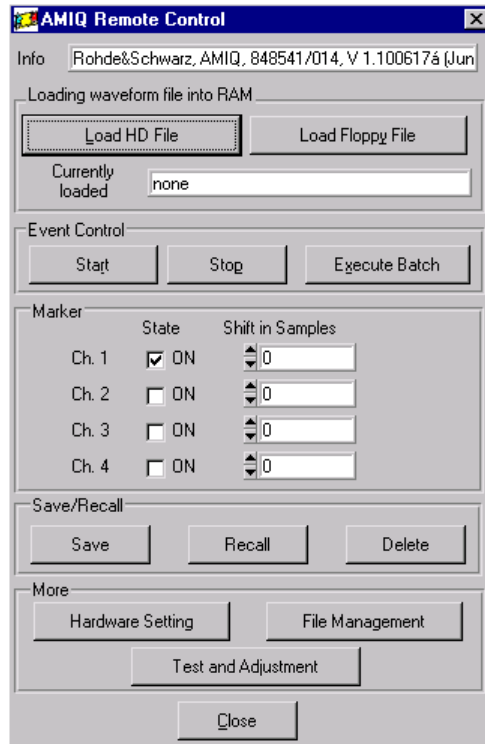 AMIQ Remote Control
Info Rohde&Schwarz, AMIQ, 848541/014, V 1.100617á (Jun
Loading waveform file into RAM
Load HD File Load Floppy File
Currently loaded none
Event Control
Start Stop Execute Batch
Marker
State Shift in Samples
Ch. 1 ON 0
Ch. 2 ON 0
Ch. 3 ON 0
Ch. 4 ON 0
Save/Recall
Save Recall Delete
More
Hardware Setting File Management
Test and Adjustment
Close